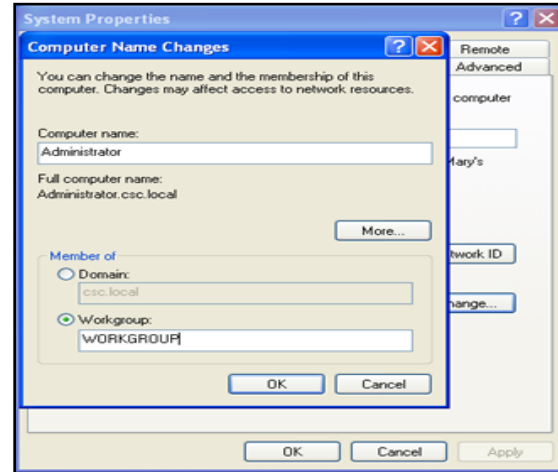 System Properties
Computer Name Changes
Remote
Advanced
You can change the name and the membership of this
computer. Changes may affect access to network resources.
computer
Computer name:
Administrator
Mary's
Full computer name:
Administrator.csc.local
More...
Member of
twork ID
Domain:
csc.local
hange...
Workgroup:
WORKGROUP
OK
Cancel
OK
Cancel
Apply